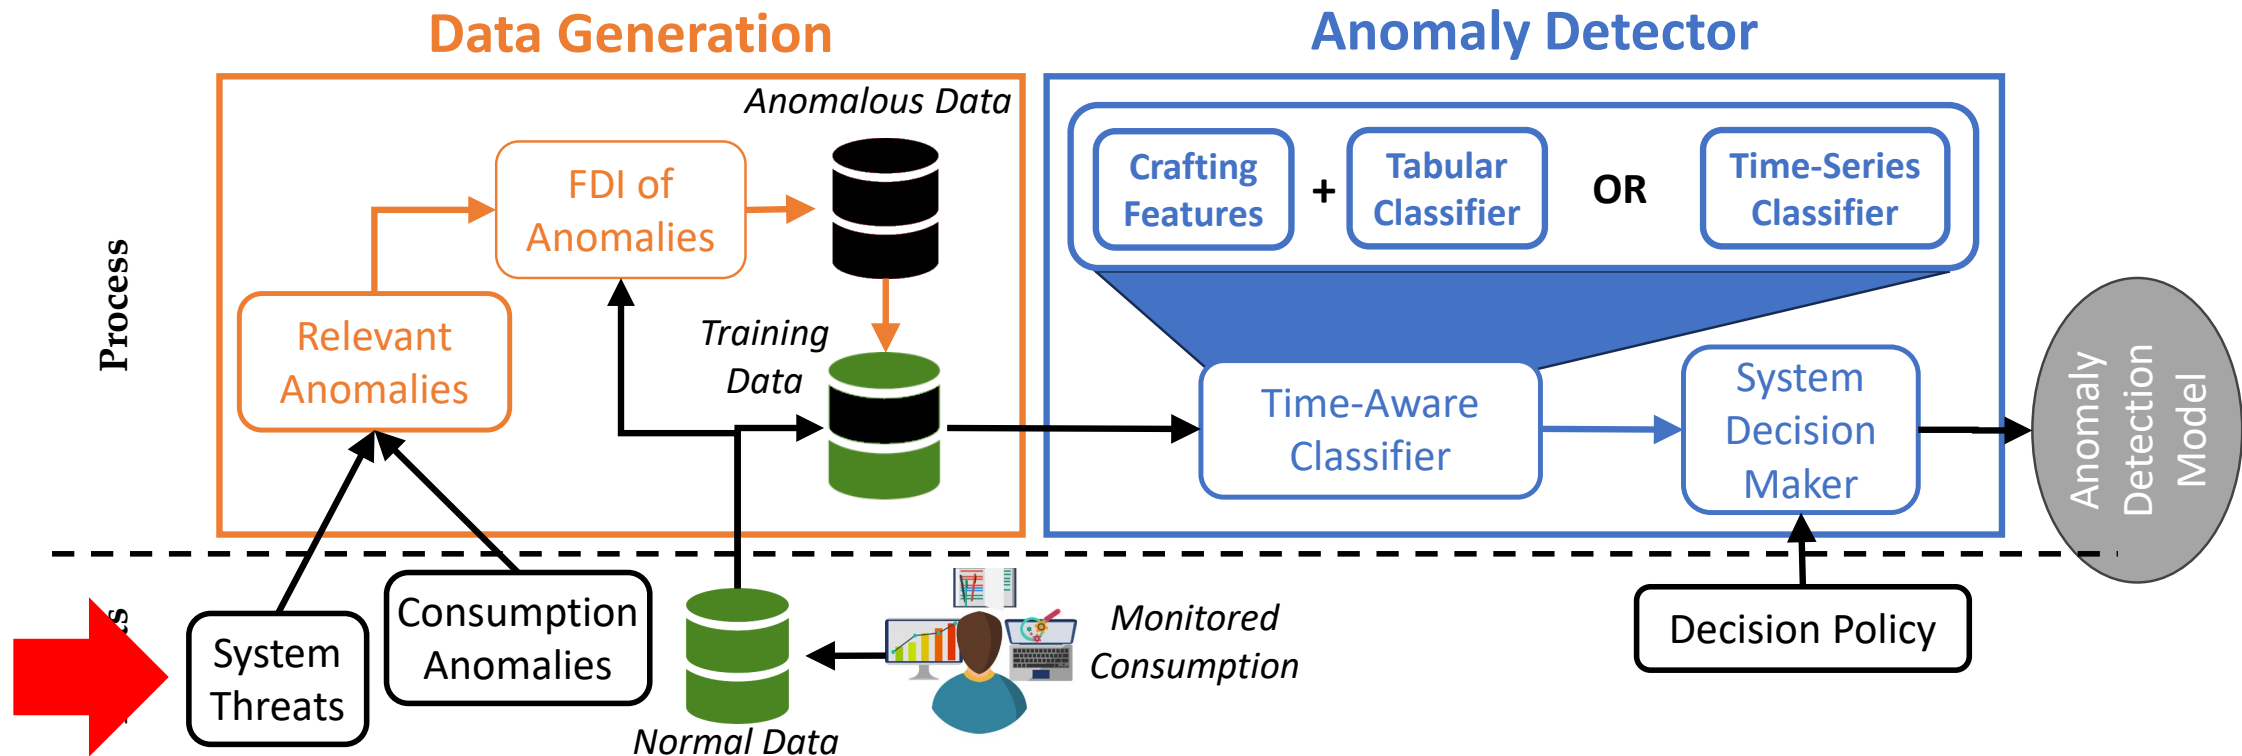 Data Generation
Anomaly Detector
Anomalous Data
FDI of
Anomalies
Crafting
Features
+
Tabular
Classifier
OR
Time-Series
Classifier
Process
Relevant
Anomalies
Training
Data
Time-Aware
Classifier
System
Decision
Maker
Anomaly
Detection
Model
System
Threats
Consumption
Anomalies
Normal Data
Monitored
Consumption
Decision Policy